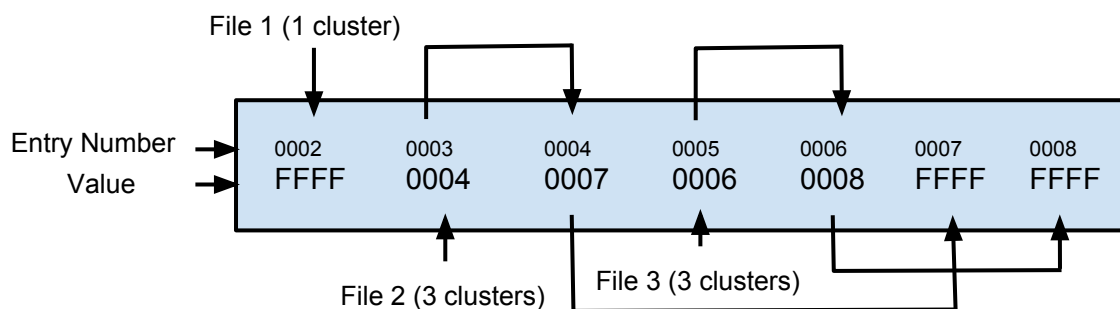 File 1 (1 cluster)
Entry Number
0002 0003 0004 0005 0006 0007 0008
Value
FFFF 0004 0007 0006 0008 FFFF FFFF
File 2 (3 clusters)
File 3 (3 clusters)